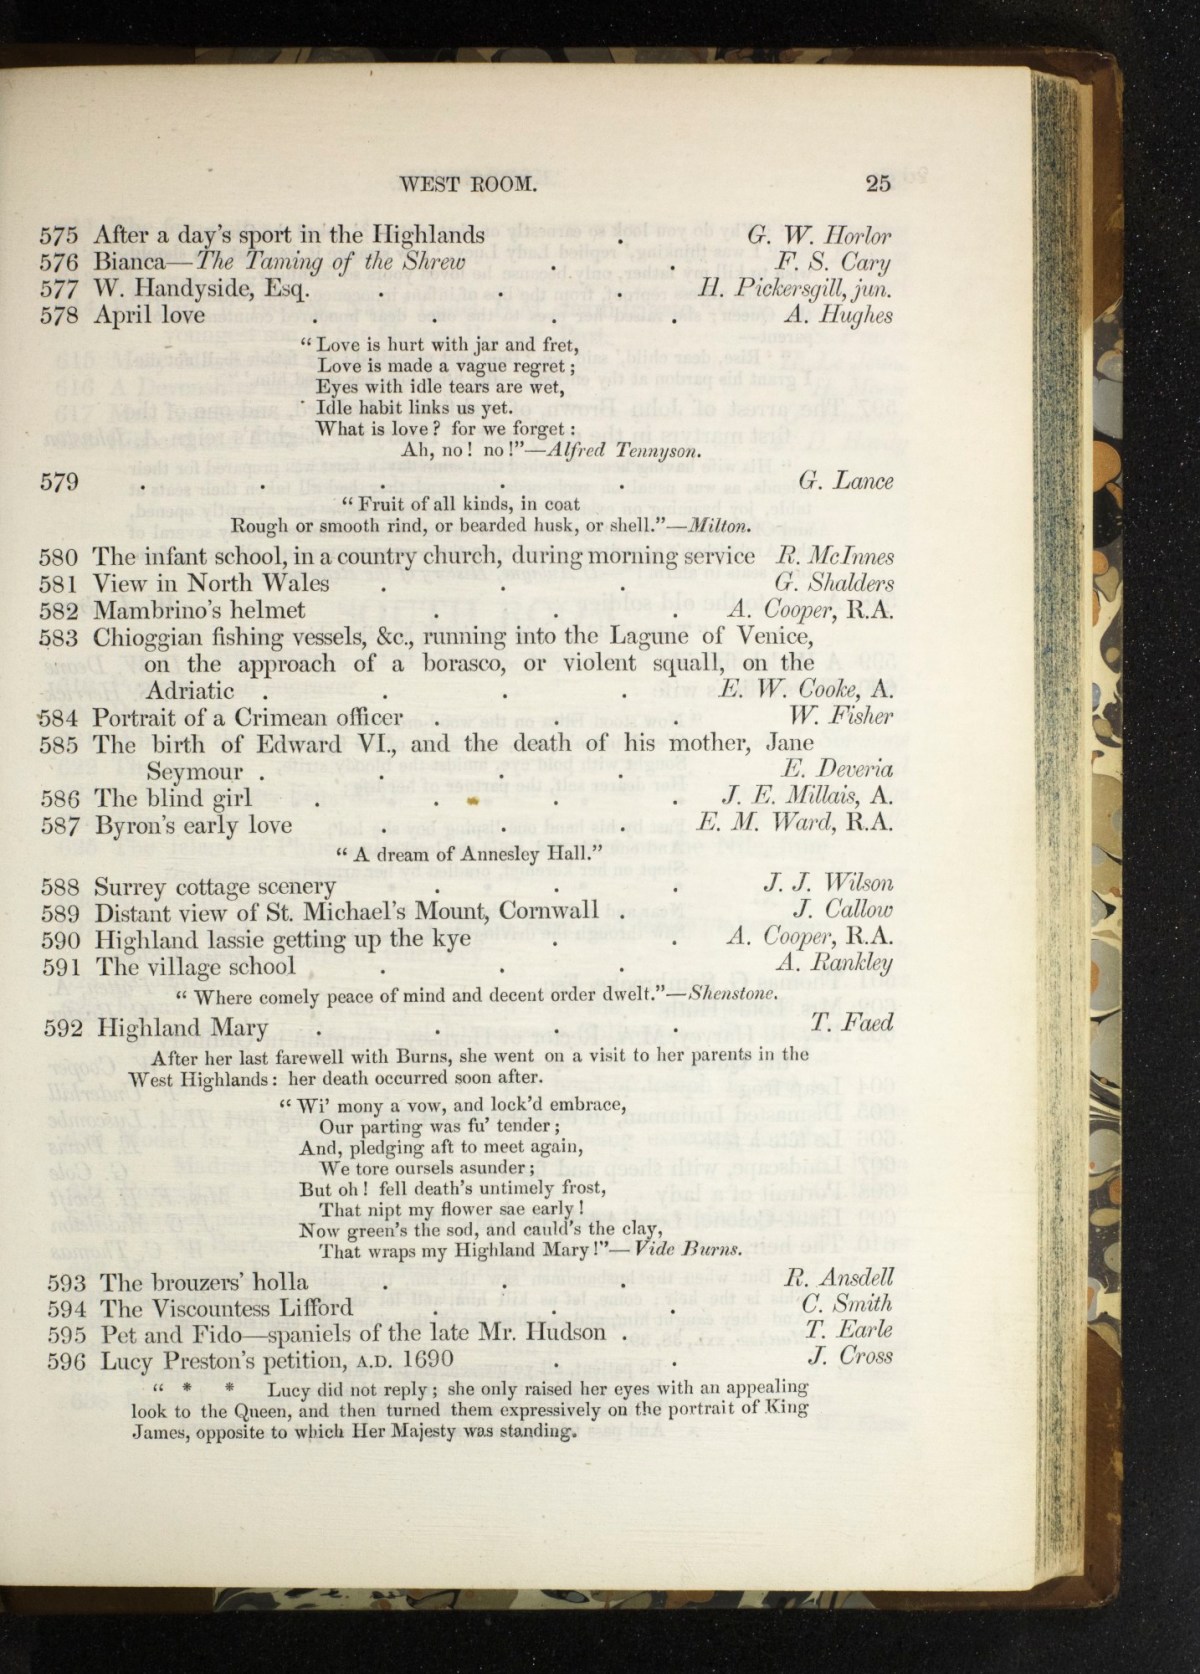 WEST ROOM. 25
575 After a day's sport in the Highlands . G. W. Horlor
576 Bianca—The Taming of the Shrew . . F. S. Cary
577 W. Handyside, Esq. . . . H. Pickersgill, jun.
578 April love . . . . A. Hughes
“ Love is hurt with jar and fret,
Love is made a vague regret ;
Eyes with idle tears are wet,
Idle habit links us yet.
What is love ? for we forget :
Ah, no ! no !”—Alfred Tennyson.
579 . . . . . G. Lance
“ Fruit of all kinds, in coat
Rough or smooth rind, or bearded husk, or shell.”—Milton.
580 The infant school, in a country church, during morning service R. McInnes
581 View in North Wales . . . G. Shalders
582 Mambrino's helmet . . . A. Cooper, R.A.
583 Chioggian fishing vessels, &c., running into the Lagune of Venice,
on the approach of a borasco, or violent squall, on the
Adriatic . . . . E. W. Cooke, A.
584 Portrait of a Crimean officer . . . W. Fisher
585 The birth of Edward VI., and the death of his mother, Jane
Seymour . . . . E. Deveria
586 The blind girl . . . . J. E. Millais, A.
587 Byron's early love . . . E. M. Ward, R.A.
“ A dream of Annesley Hall.”
588 Surrey cottage scenery . . . J. J. Wilson
589 Distant view of St. Michael's Mount, Cornwall . J. Callow
590 Highland lassie getting up the kye . . A. Cooper, R.A.
591 The village school . . . A. Rankley
“ Where comely peace of mind and decent order dwelt.”—Shenstone.
592 Highland Mary . . . . T. Faed
After her last farewell with Burns, she went on a visit to her parents in the
West Highlands : her death occurred soon after.
“ Wi' mony a vow, and lock'd embrace,
Our parting was fu' tender ;
And, pledging aft to meet again,
We tore oursels asunder ;
But oh ! fell death's untimely frost,
That nipt my flower sae early !
Now green's the sod, and cauld's the clay,
That wraps my Highland Mary !”—Vide Burns.
593 The brouzers' holla . . . R. Ansdell
594 The Viscountess Lifford . . . C. Smith
595 Pet and Fido—spaniels of the late Mr. Hudson . T. Earle
596 Lucy Preston's petition, A.D. 1690 . . J. Cross
“ * * Lucy did not reply ; she only raised her eyes with an appealing
look to the Queen, and then turned them expressively on the portrait of King
James, opposite to which Her Majesty was standing.